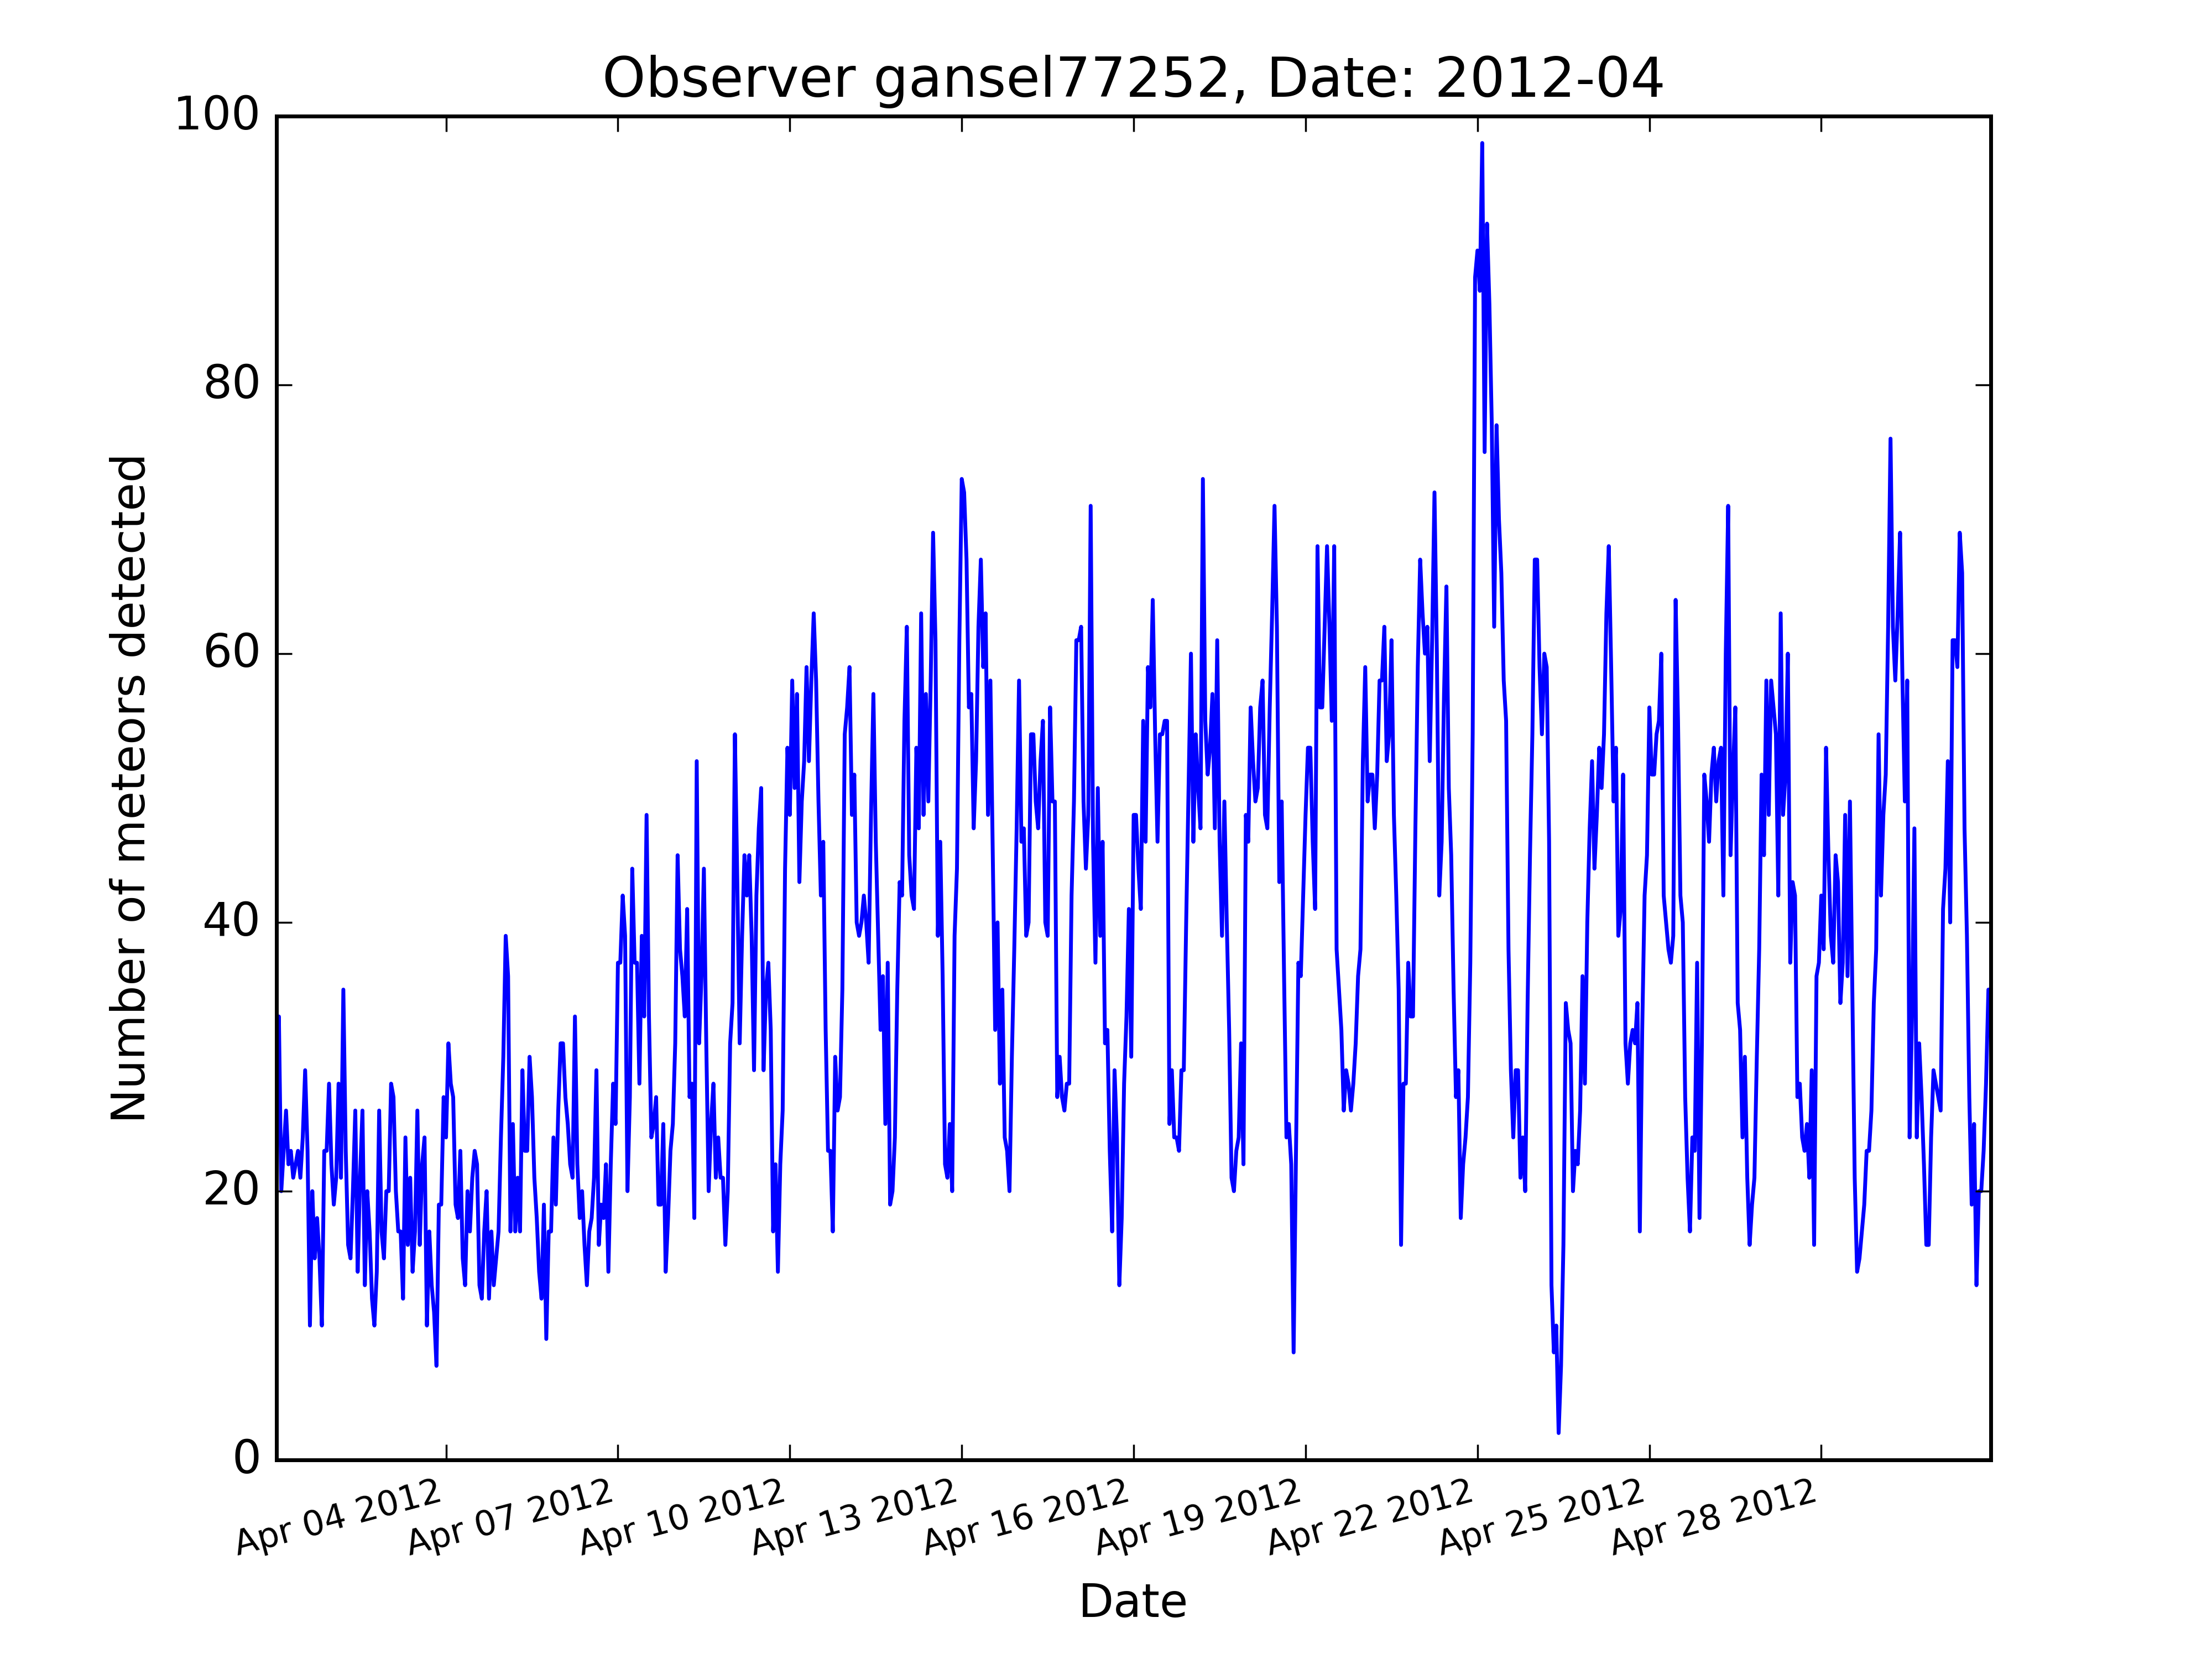 Observer gansel77252, Date: 2012-04
100
80
60
40
20
0
Number of meteors detected
Apr 04 2012
Apr 07 2012
Apr 10 2012
Apr 13 2012
Apr 16 2012
Apr 19 2012
Apr 22 2012
Apr 25 2012
Apr 28 2012
Date